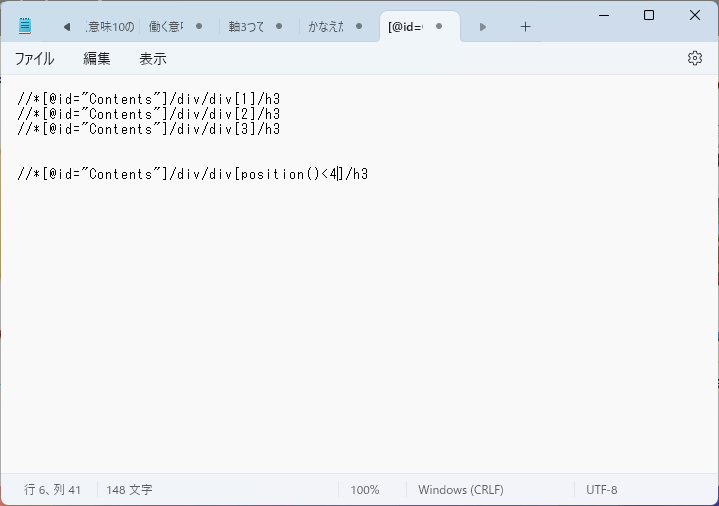 意味10の
働く意
軸3つて
かなえた
[@id=
ファイル
編集
表示
//*[@id="Contents"]/div/div[1]/h3
//*[@id="Contents"]/div/div[2]/h3
//*[@id="Contents"]/div/div[3]/h3
//*[@id="Contents"]/div/div[position()<4]/h3
行 6、列 41
148 文字
100%
Windows (CRLF)
UTF-8